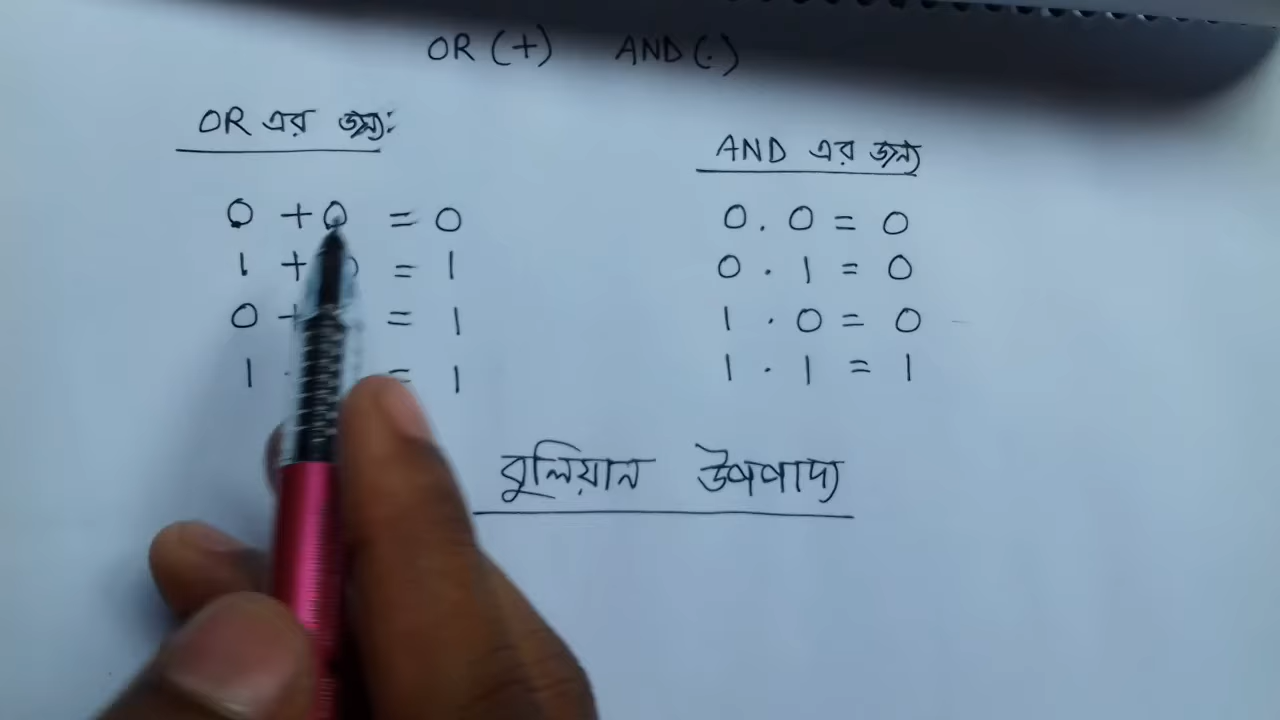 OR (+) AND (.)
OR এর জন্য:
0 + 0 = 0
1 + 0 = 1
0 + = 1
1 = 1
AND এর জন্য
0 . 0 = 0
0 . 1 = 0
1 . 0 = 0
1 . 1 = 1
বুলিয়ান উপপাদ্য